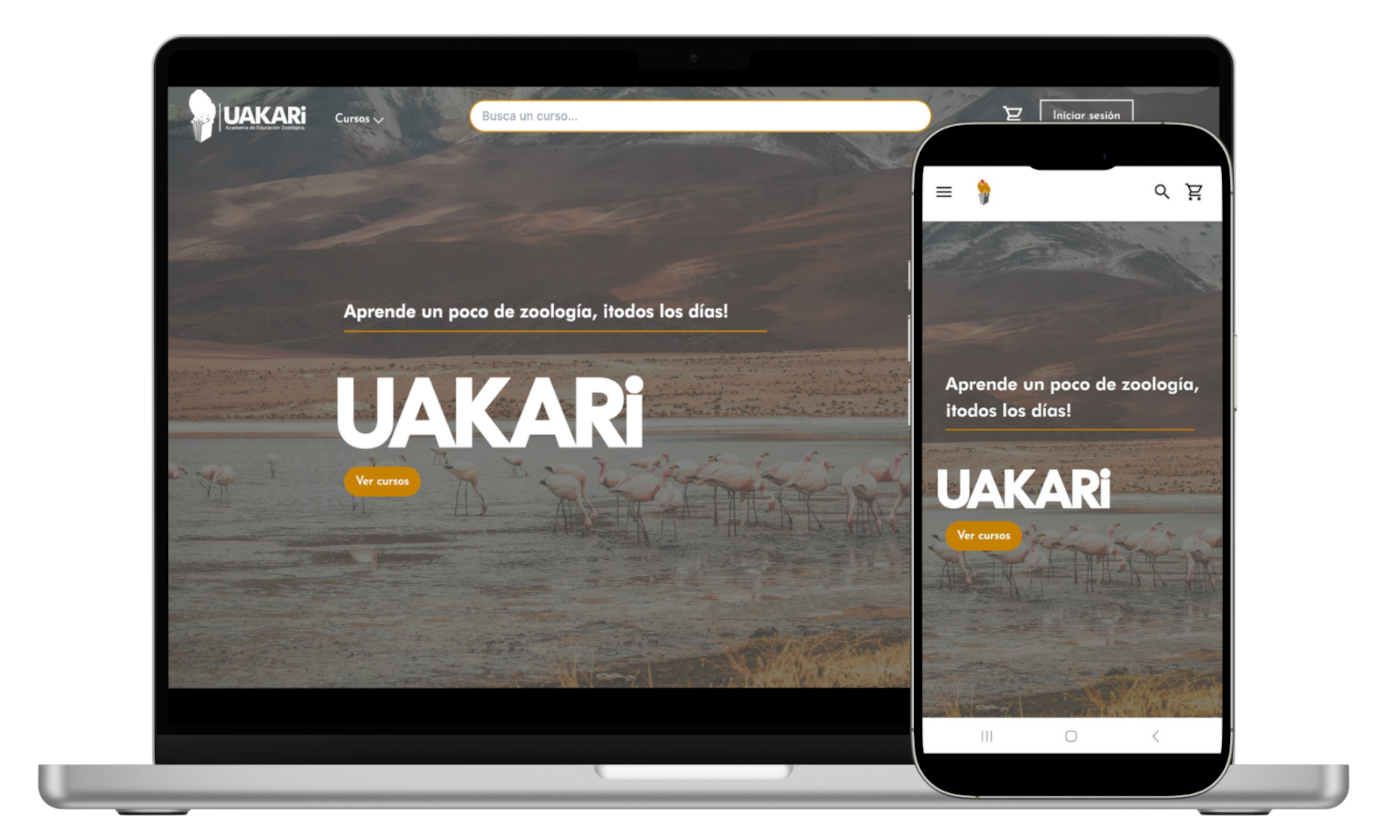 UAKARi
Academia de Educación Zoológica
Cursos
Busca un curso...
Iniciar sesión
Aprende un poco de zoología, ¡todos los días!
UAKARi
Ver cursos
Aprende un poco de zoología,
¡todos los días!
UAKARi
Ver cursos